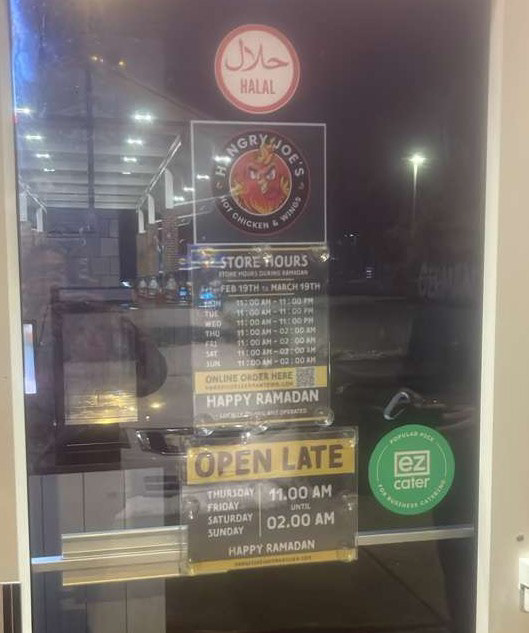 حلال
HALAL
HUNGRY JOE'S
HOT CHICKEN & WINGS
STORE HOURS
STORE HOURS DURING RAMADAN
FEB 19TH TO MARCH 19TH
MON 11:00 AM - 11:00 PM
TUE 11:00 AM - 11:00 PM
WED 11:00 AM - 11:00 PM
THU 11:00 AM - 02:00 AM
FRI 11:00 AM - 02:00 AM
SAT 11:00 AM - 02:00 AM
SUN 11:00 AM - 02:00 AM
ONLINE ORDER HERE
HAPPY RAMADAN
OPERATED
OPEN LATE
THURSDAY
FRIDAY
SATURDAY
SUNDAY
11.00 AM
UNTIL
02.00 AM
HAPPY RAMADAN
POPULAR PICK
ez
cater
FOR BUSINESS CATERING